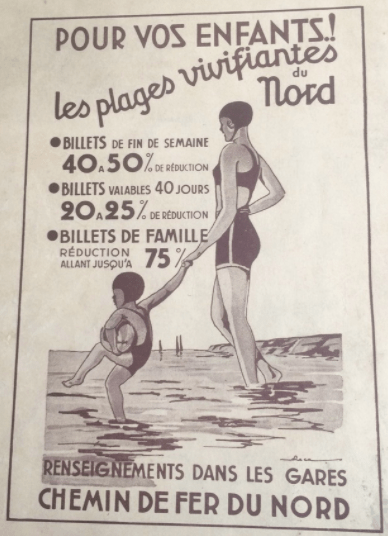 POUR VOS ENFANTS.!
les plages vivifiantes
du
Nord
• BILLETS DE FIN DE SEMAINE
40 A 50% DE RÉDUCTION
• BILLETS VALABLES 40 JOURS
20 A 25% DE RÉDUCTION
• BILLETS DE FAMILLE
RÉDUCTION
ALLANT JUSQU'A 75%
RENSEIGNEMENTS DANS LES GARES
CHEMIN DE FER DU NORD